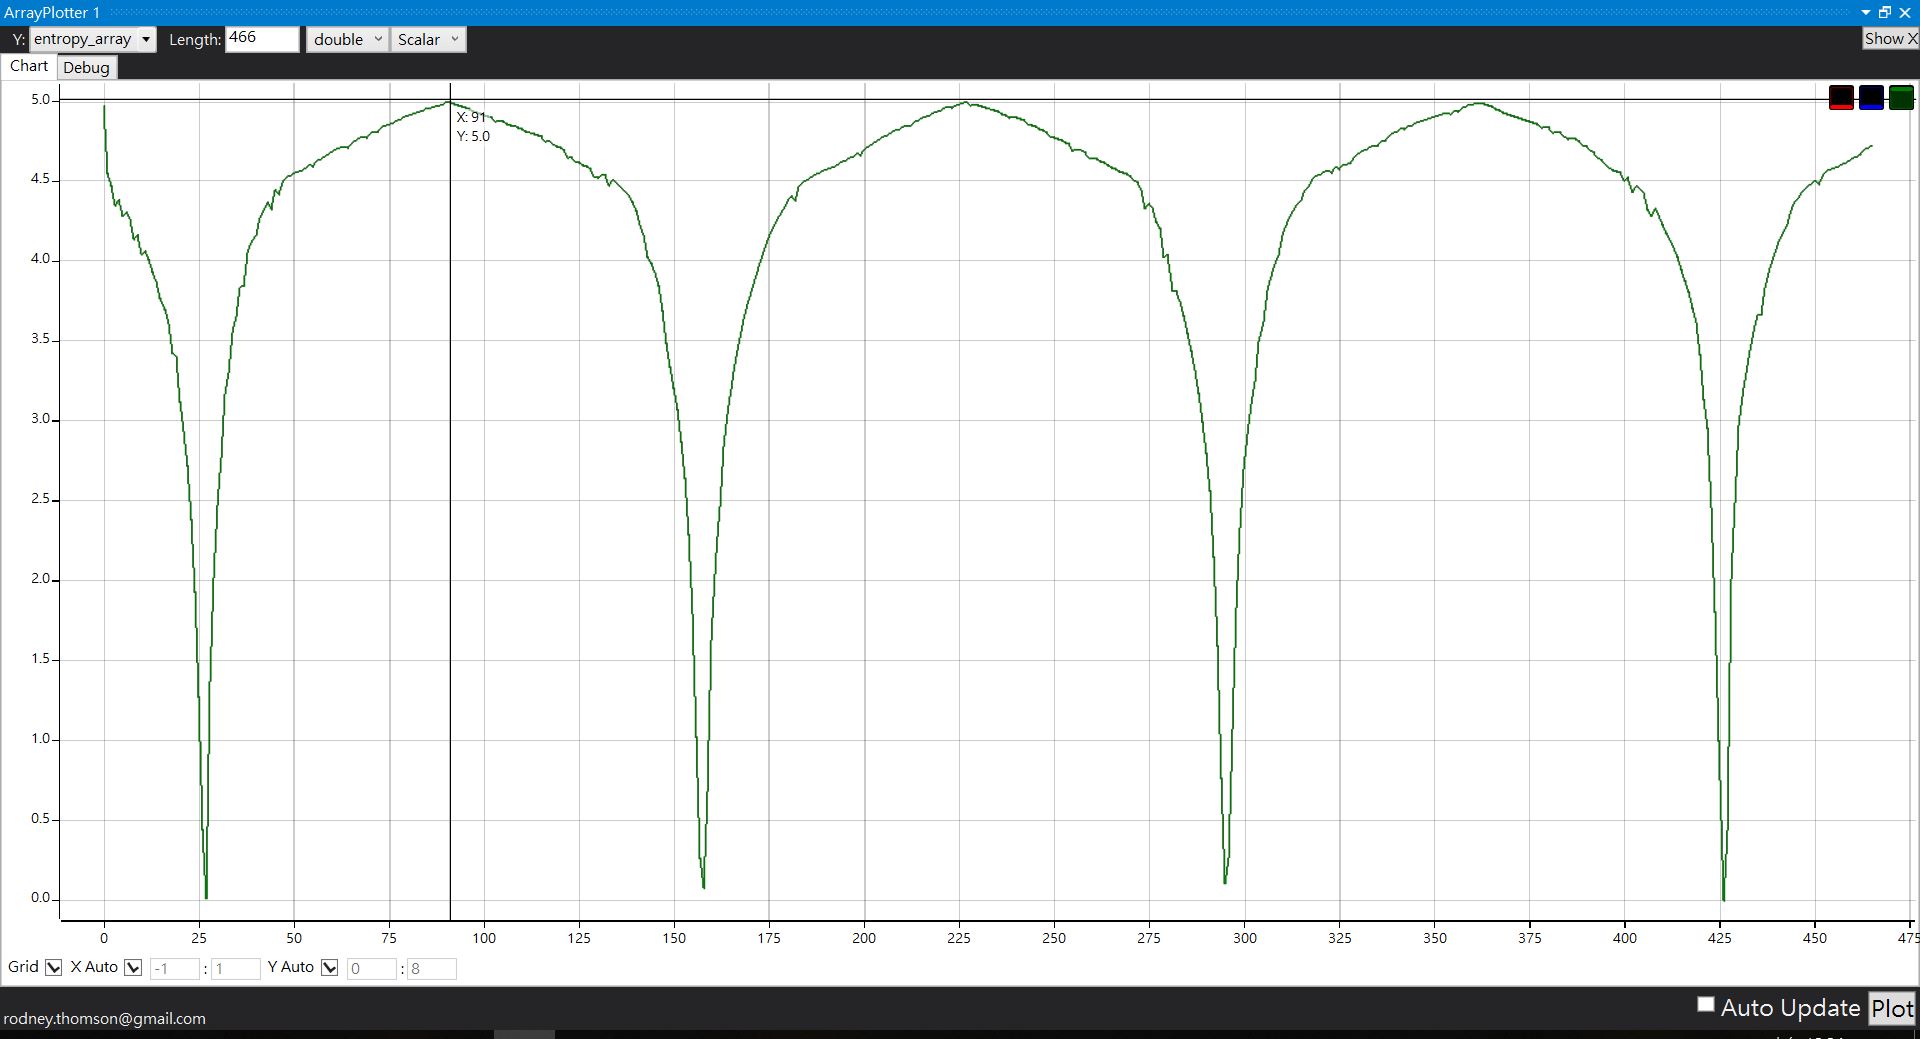 ArrayPlotter 1
Y: entropy_array Length: 466 double Scalar Show X
Chart Debug
5.0
X: 91
Y: 5.0
4.5
4.0
3.5
3.0
2.5
2.0
1.5
1.0
0.5
0.0
0 25 50 75 100 125 150 175 200 225 250 275 300 325 350 375 400 425 450 475
Grid X Auto -1 : 1 Y Auto 0 : 8
Auto Update Plot
rodney.thomson@gmail.com